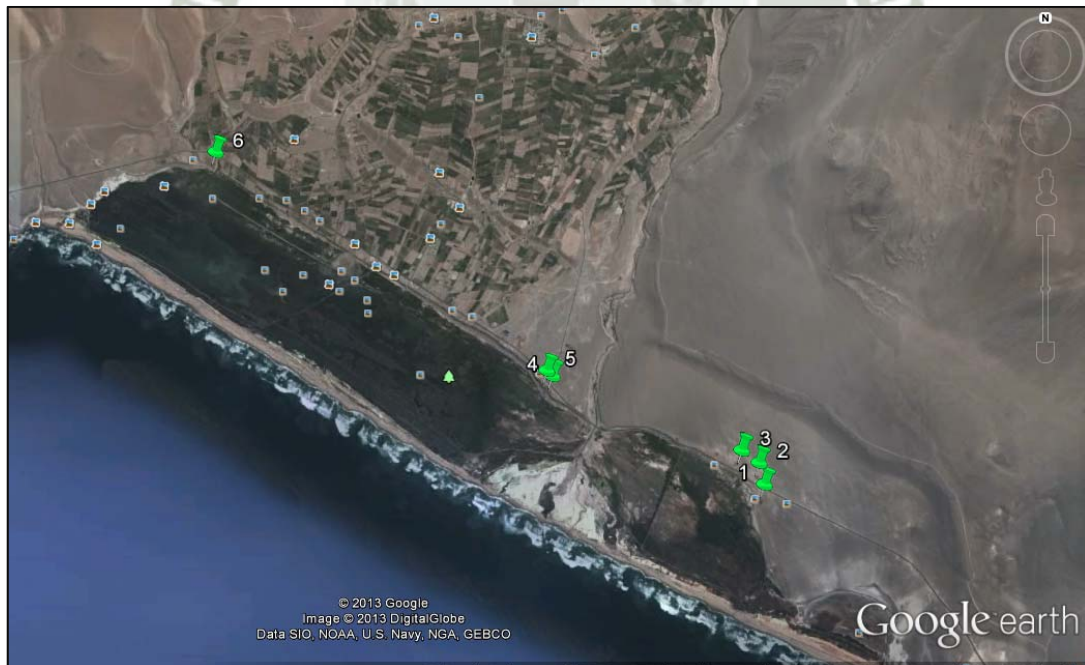 N
6
4
5
3
2
1
© 2013 Google
Image © 2013 DigitalGlobe
Data SIO, NOAA, U.S. Navy, NGA, GEBCO
Google earth